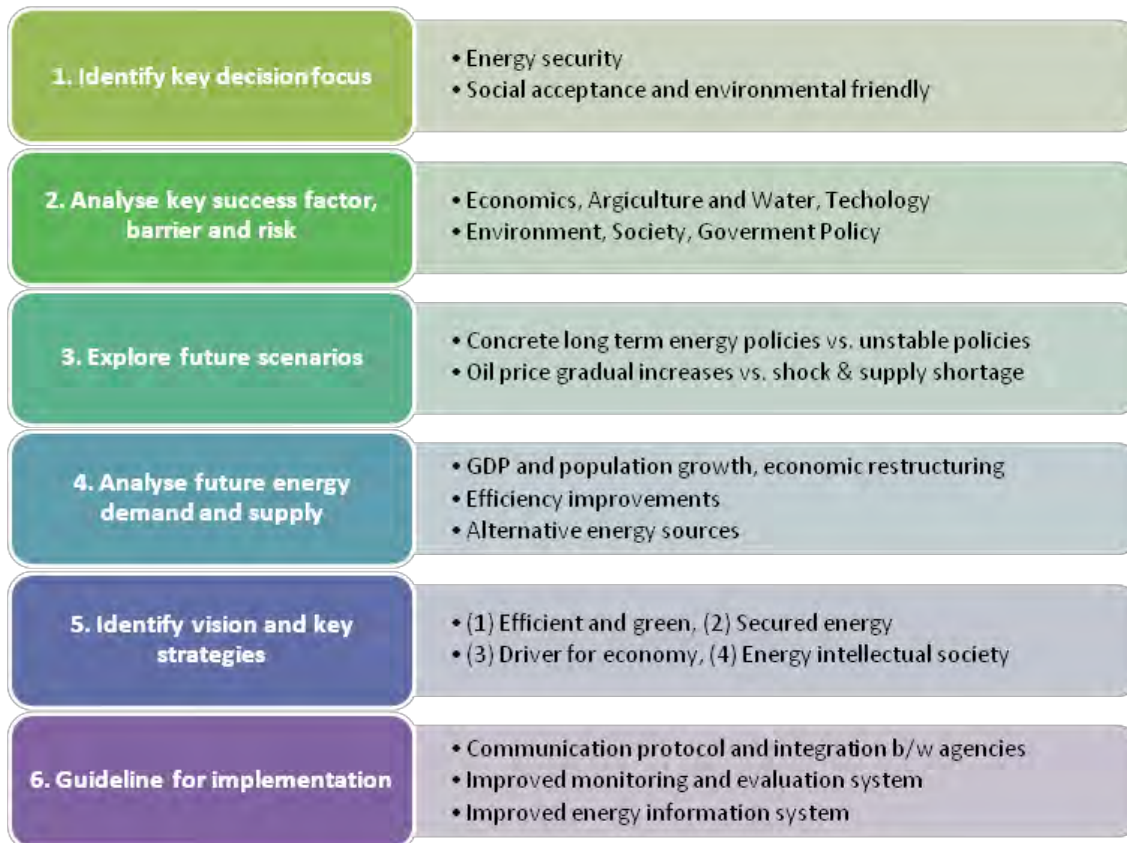 1. Identify key decision focus
• Energy security
• Social acceptance and environmental friendly
2. Analyse key success factor,
barrier and risk
• Economics, Argiculture and Water, Techology
• Environment, Society, Goverment Policy
3. Explore future scenarios
• Concrete long term energy policies vs. unstable policies
• Oil price gradual increases vs. shock & supply shortage
4. Analyse future energy
demand and supply
• GDP and population growth, economic restructuring
• Efficiency improvements
• Alternative energy sources
5. Identify vision and key
strategies
• (1) Efficient and green, (2) Secured energy
• (3) Driver for economy, (4) Energy intellectual society
6. Guideline for implementation
• Communication protocol and integration b/w agencies
• Improved monitoring and evaluation system
• Improved energy information system